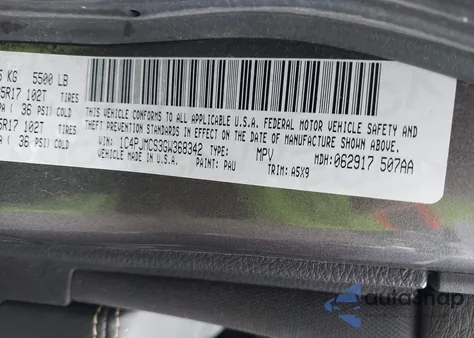 5 KG 5500 LB
5R17 102T TIRES
PA ( 36 PSI) COLD
5R17 102T TIRES
A ( 36 PSI) COLD
THIS VEHICLE CONFORMS TO ALL APPLICABLE U.S.A. FEDERAL MOTOR VEHICLE SAFETY AND
THEFT PREVENTION STANDARDS IN EFFECT ON THE DATE OF MANUFACTURE SHOWN ABOVE.
VIN: 1C4PJMCS3GW368342 TYPE: MPV MDH: 062917 507AA
MADE IN U.S.A. PAINT: PAU TRIM: A5X9
autosnap